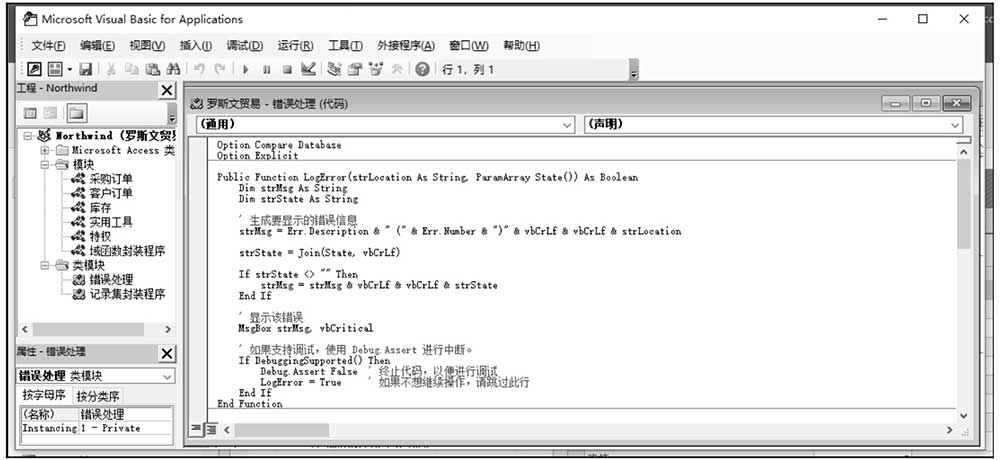 Microsoft Visual Basic for Applications
文件(F) 编辑(E) 视图(V) 插入(I) 调试(D) 运行(R) 工具(T) 外接程序(A) 窗口(W) 帮助(H)
行 1, 列 1
工程 - Northwind
Northwind (罗斯文贸易
Microsoft Access 类
模块
采购订单
客户订单
库存
实用工具
特权
域函数封装程序
类模块
错误处理
记录集封装程序
属性 - 错误处理
错误处理 类模块
按字母序 按分类序
(名称) 错误处理
Instancing 1 - Private
罗斯文贸易 - 错误处理 (代码)
(通用) (声明)
Option Compare Database
Option Explicit
Public Function LogError(strLocation As String, ParamArray State()) As Boolean
Dim strMsg As String
Dim strState As String
' 生成要显示的错误信息
strMsg = Err.Description & " (" & Err.Number & ")" & vbCrLf & vbCrLf & strLocation
strState = Join(State, vbCrLf)
If strState <> "" Then
strMsg = strMsg & vbCrLf & vbCrLf & strState
End If
' 显示该错误
MsgBox strMsg, vbCritical
' 如果支持调试，使用 Debug.Assert 进行中断。
If DebuggingSupported() Then
Debug.Assert False ' 终止代码，以便进行调试
LogError = True ' 如果不想继续操作，请跳过此行
End If
End Function